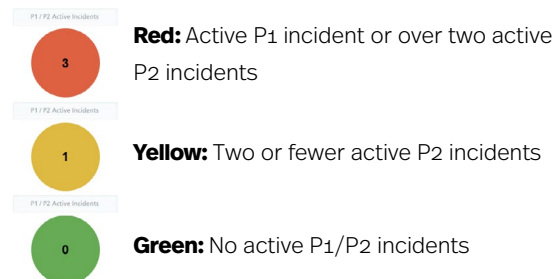 P1 / P2 Active Incidents
3
Red: Active P1 incident or over two active
P2 incidents
P1 / P2 Active Incidents
1
Yellow: Two or fewer active P2 incidents
P1 / P2 Active Incidents
0
Green: No active P1/P2 incidents